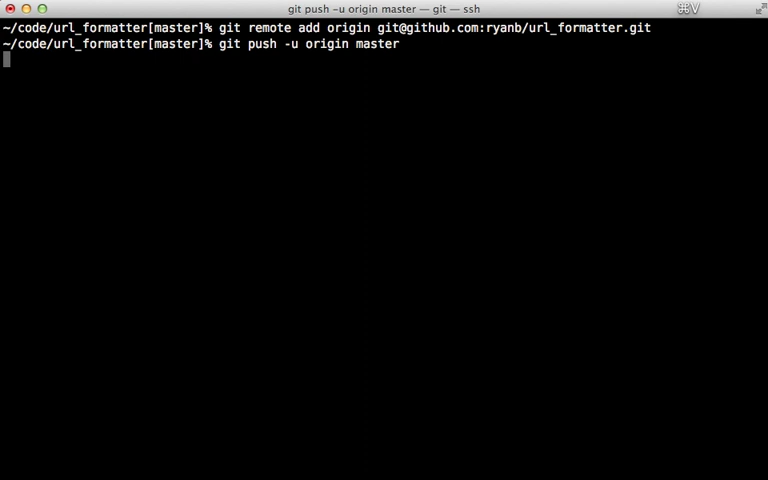 git push -u origin master — git — ssh
⌘V
~/code/url_formatter[master]% git remote add origin git@github.com:ryanb/url_formatter.git
~/code/url_formatter[master]% git push -u origin master